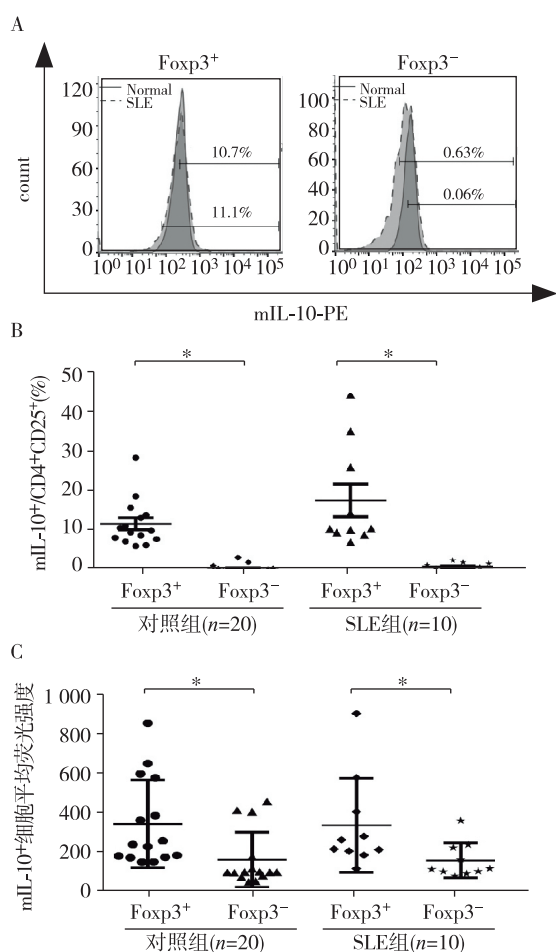 A
Foxp3⁺
Foxp3⁻
120
90
60
30
0
Normal
SLE
10.7%
11.1%
100
80
60
40
20
0
Normal
SLE
0.63%
0.06%
10⁰ 10¹ 10² 10³ 10⁴ 10⁵
10⁰ 10¹ 10² 10³ 10⁴ 10⁵
count
mIL-10-PE
B
mIL-10⁺/CD4⁺CD25⁺(%)
50
40
30
20
10
0
*
*
Foxp3⁺ Foxp3⁻ Foxp3⁺ Foxp3⁻
对照组(n=20) SLE组(n=10)
C
mIL-10⁺细胞平均荧光强度
1 000
800
600
400
200
0
*
*
Foxp3⁺ Foxp3⁻ Foxp3⁺ Foxp3⁻
对照组(n=20) SLE组(n=10)